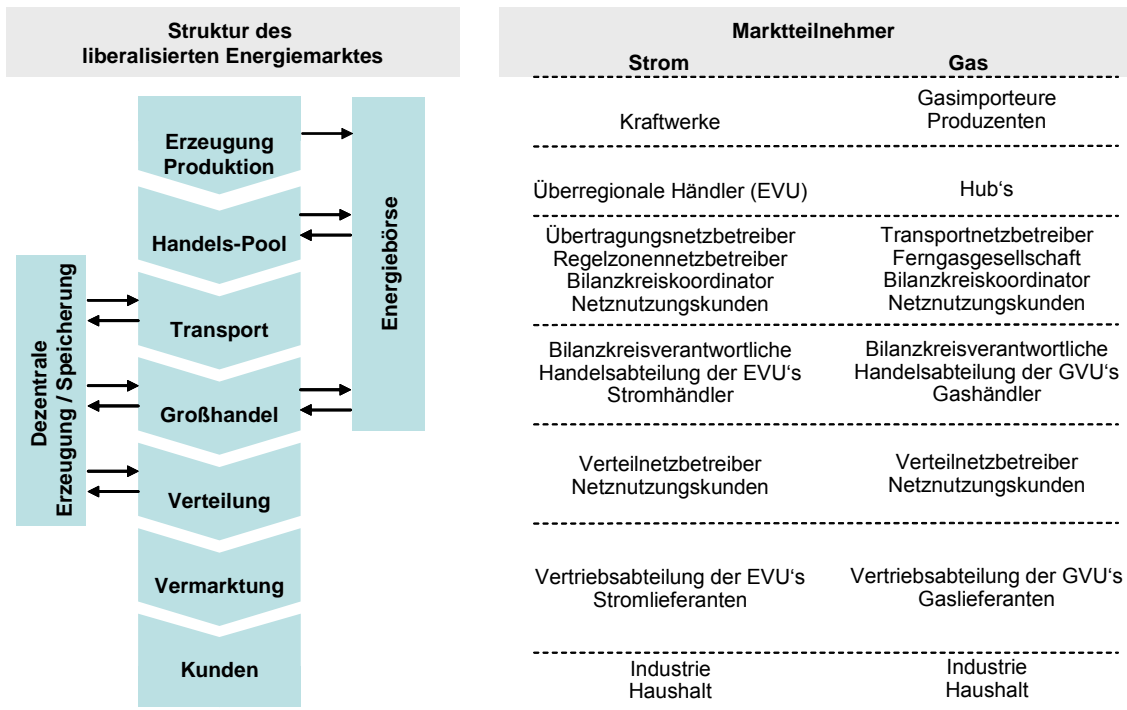 Struktur des
liberalisierten Energiemarktes
Erzeugung
Produktion
Handels-Pool
Transport
Großhandel
Verteilung
Vermarktung
Kunden
Energiebörse
Dezentrale
Erzeugung / Speicherung
Marktteilnehmer
Strom
Gas
Kraftwerke
Gasimporteure
Produzenten
Überregionale Händler (EVU)
Hub‘s
Übertragungsnetzbetreiber
Regelzonennetzbetreiber
Bilanzkreiskoordinator
Netznutzungskunden
Transportnetzbetreiber
Ferngasgesellschaft
Bilanzkreiskoordinator
Netznutzungskunden
Bilanzkreisverantwortliche
Handelsabteilung der EVU‘s
Stromhändler
Bilanzkreisverantwortliche
Handelsabteilung der GVU‘s
Gashändler
Verteilnetzbetreiber
Netznutzungskunden
Verteilnetzbetreiber
Netznutzungskunden
Vertriebsabteilung der EVU‘s
Stromlieferanten
Vertriebsabteilung der GVU‘s
Gaslieferanten
Industrie
Haushalt
Industrie
Haushalt